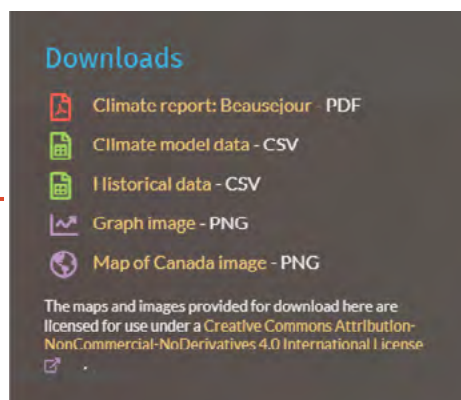 Downloads
Climate report: Beausejour - PDF
Climate model data - CSV
Historical data - CSV
Graph image - PNG
Map of Canada image - PNG
The maps and images provided for download here are
licensed for use under a Creative Commons Attribution-
NonCommercial-NoDerivatives 4.0 International License
.